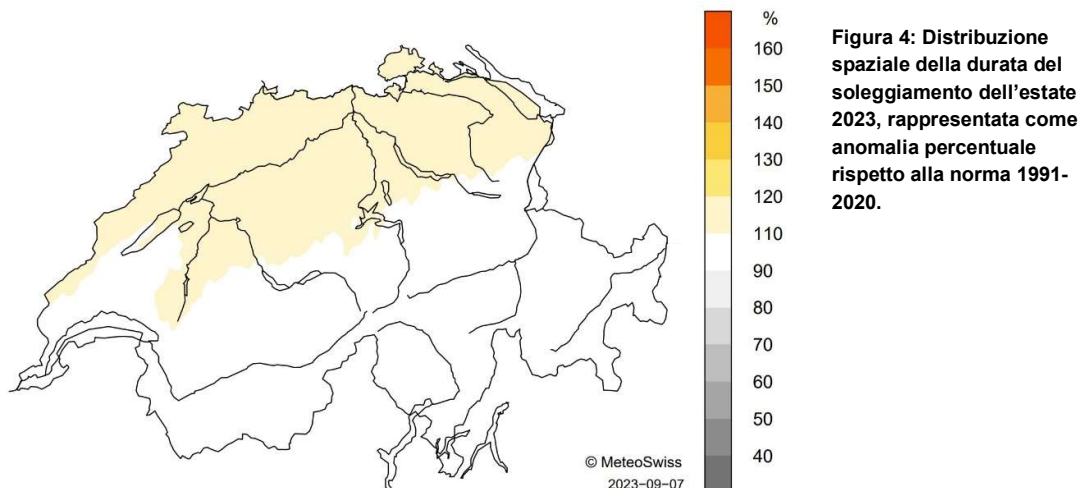 %
160
150
140
130
120
110
90
80
70
60
50
40
© MeteoSwiss
2023-09-07
Figura 4: Distribuzione
spaziale della durata del
soleggiamento dell’estate
2023, rappresentata come
anomalia percentuale
rispetto alla norma 1991-
2020.